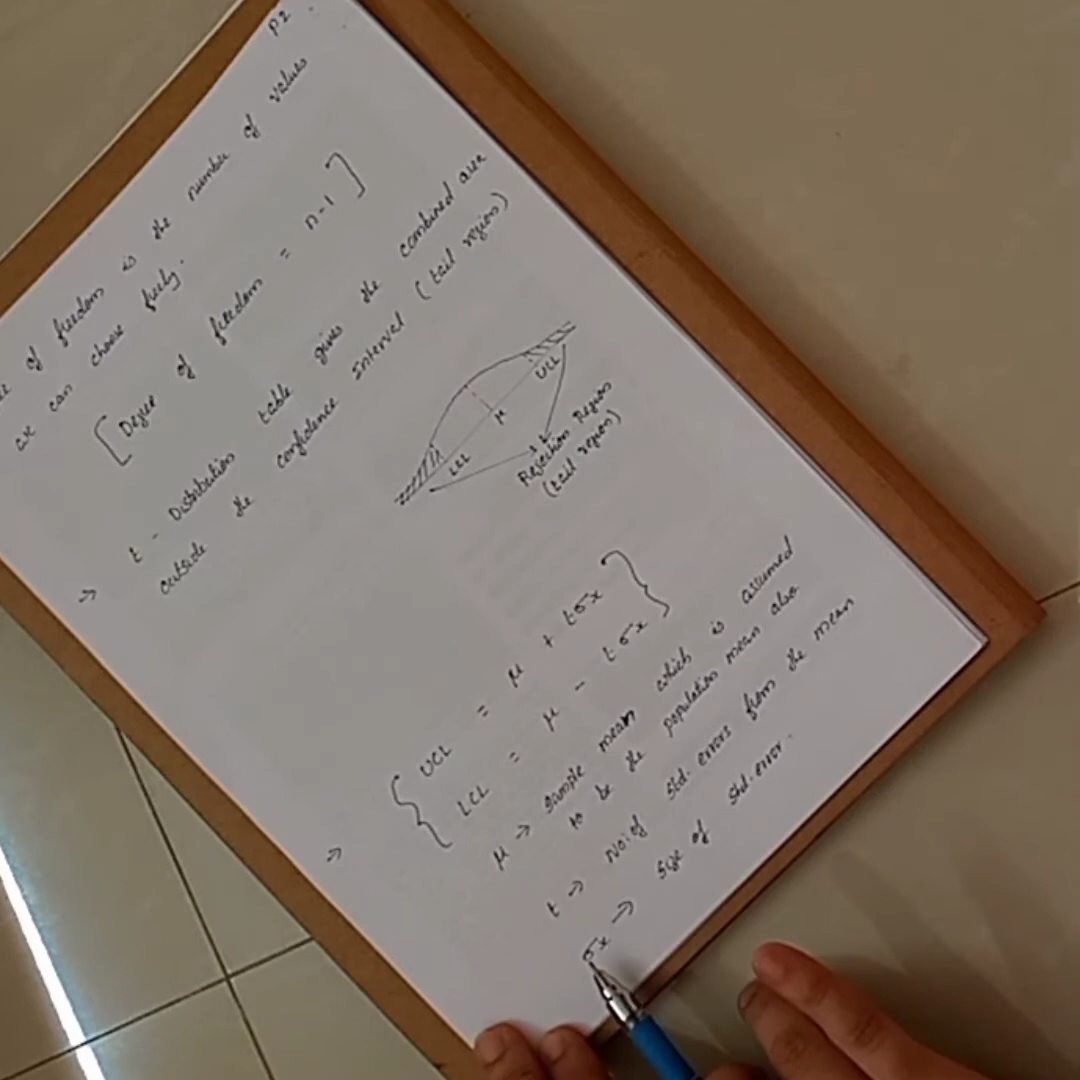 P2
of freedom is the number of values
we can choose freely.
[Degree of freedom = n-1]
→ t - Distribution table gives the combined area
outside the confidence interval (tail region)
LCL μ UCL
Rejection Region
(tail region)
→ { UCL = μ + tσx }
{ LCL = μ - tσx }
μ → sample mean which is assumed
to be the population mean also
t → No: of std. errors from the mean
σx → size of std. error.